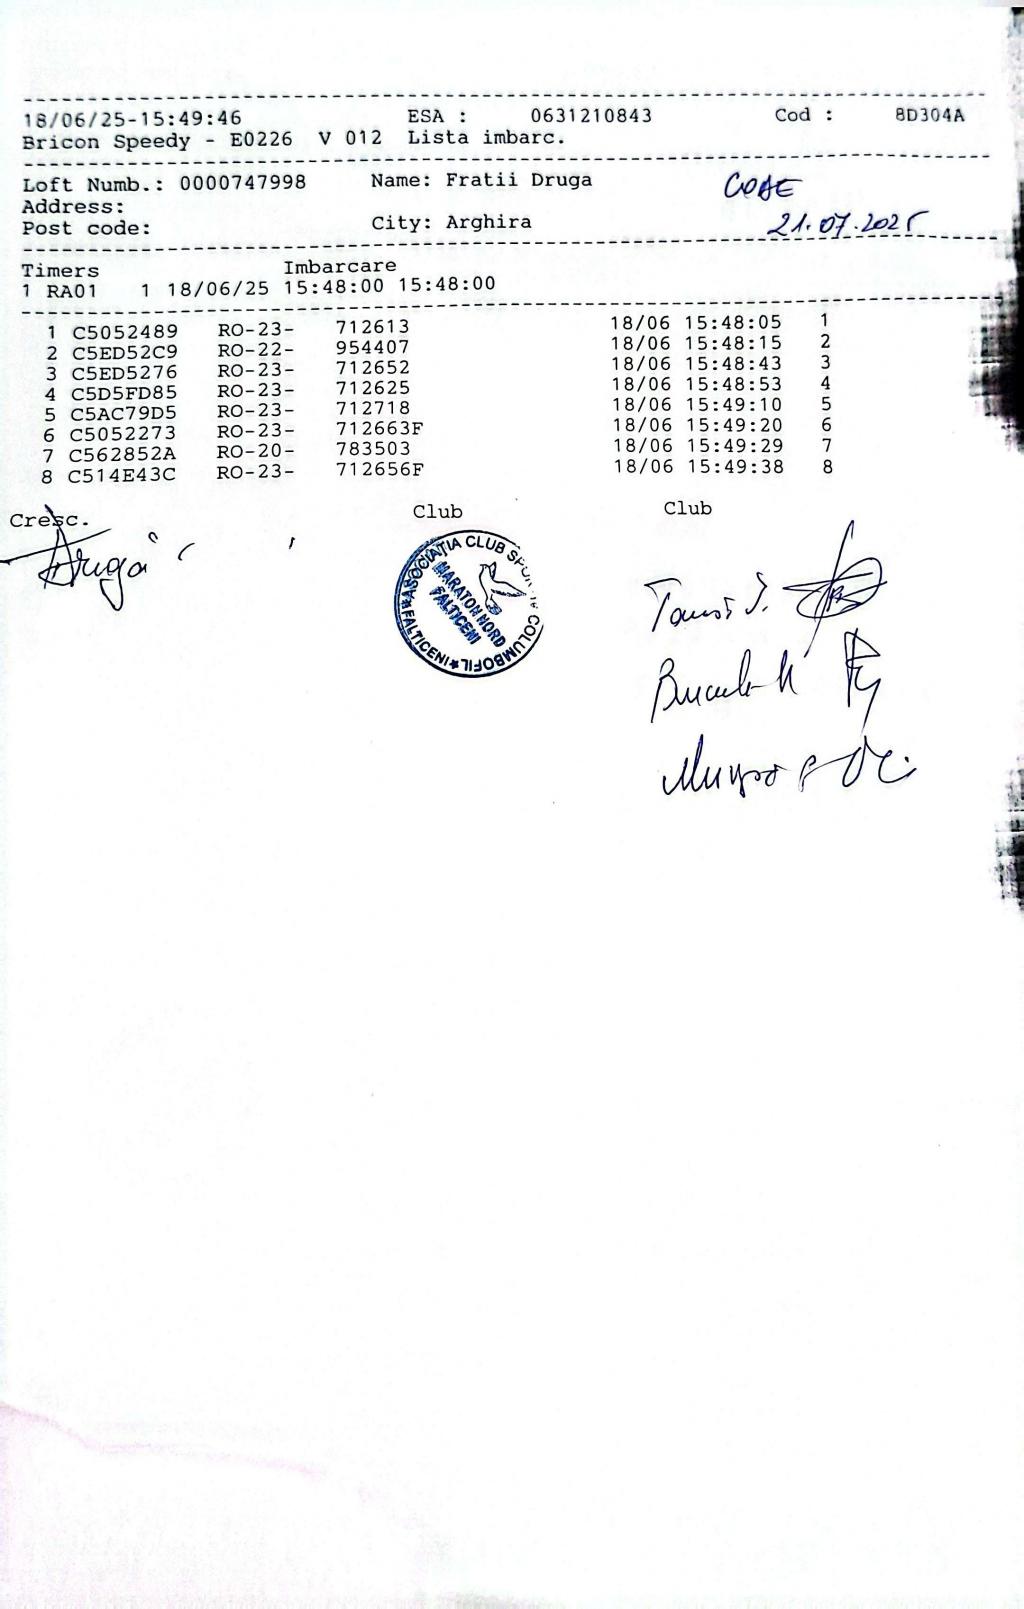 18/06/25-15:49:46 ESA : 0631210843 Cod : 8D304A
Bricon Speedy - E0226 V 012 Lista imbarc.
Loft Numb.: 0000747998 Name: Fratii Druga
Address:
Post code: City: Arghira
21.07.2025
Timers Imbarcare
1 RA01 1 18/06/25 15:48:00 15:48:00
1 C5052489 RO-23- 712613 18/06 15:48:05 1
2 C5ED52C9 RO-22- 954407 18/06 15:48:15 2
3 C5ED5276 RO-23- 712652 18/06 15:48:43 3
4 C5D5FD85 RO-23- 712625 18/06 15:48:53 4
5 C5AC79D5 RO-23- 712718 18/06 15:49:10 5
6 C5052273 RO-23- 712663F 18/06 15:49:20 6
7 C562852A RO-20- 783503 18/06 15:49:29 7
8 C514E43C RO-23- 712656F 18/06 15:49:38 8
Cresc. Club Club
Drugă
ASOCIATIA CLUB COLUMBOFIL * FALTICENI *
MARATON NORD
FALTICENI